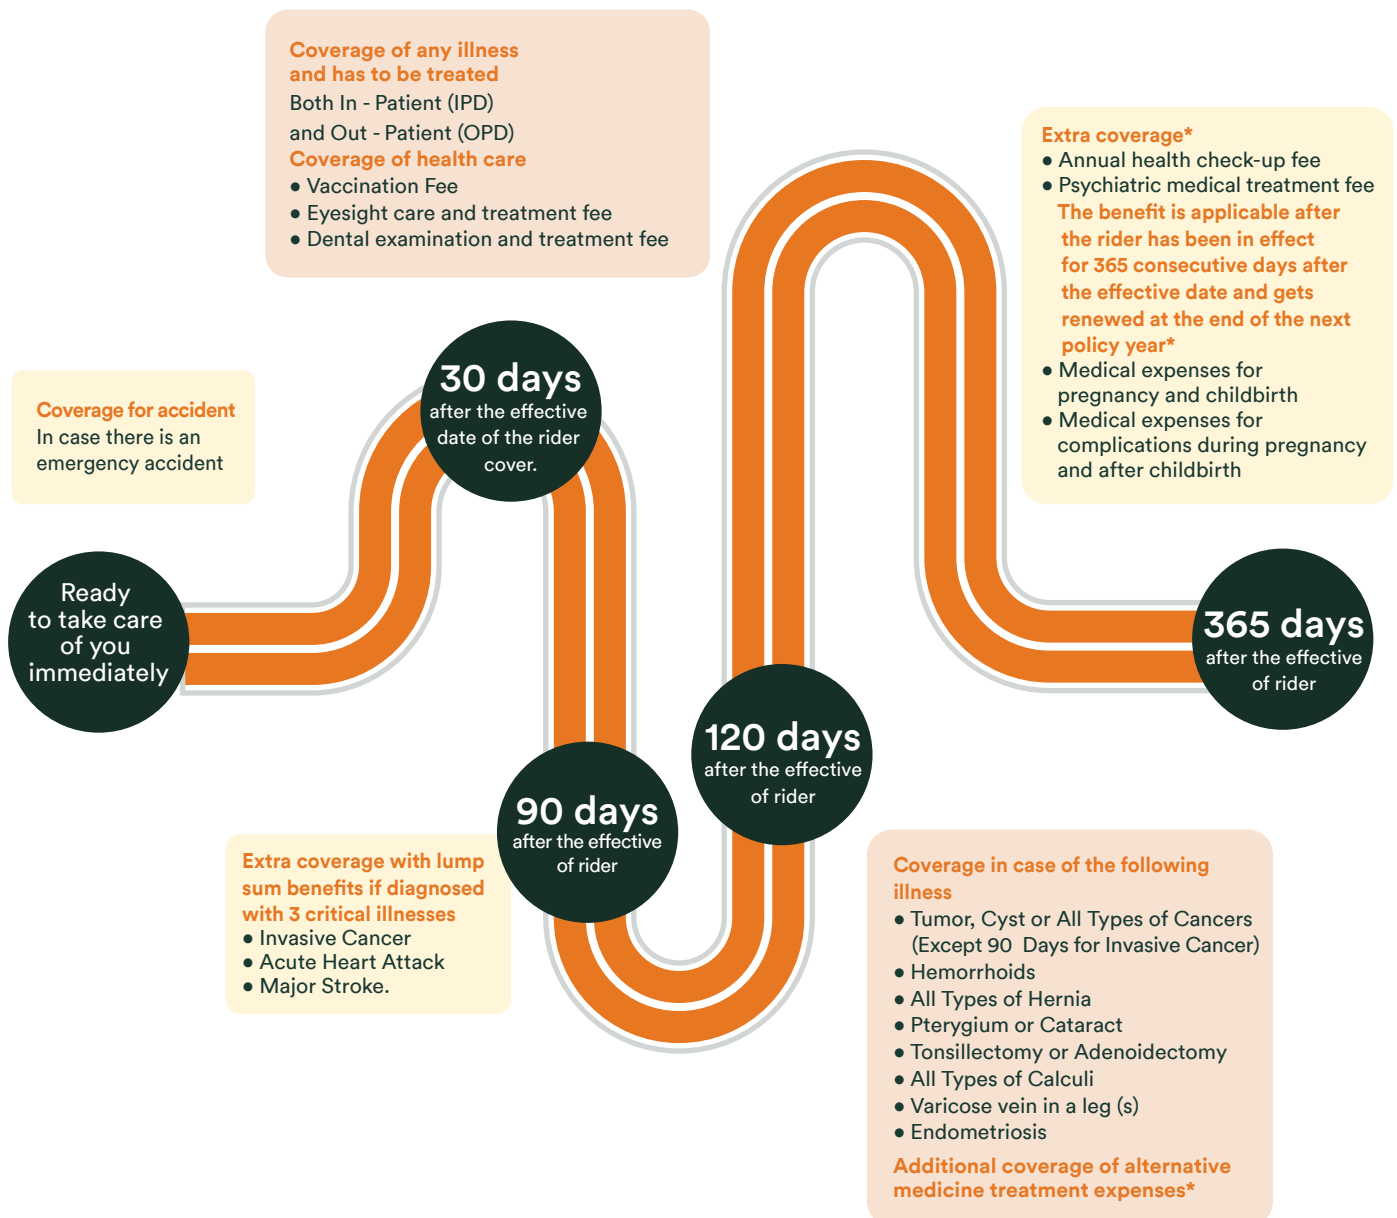 Coverage of any illness
and has to be treated
Both In - Patient (IPD)
and Out - Patient (OPD)
Coverage of health care
● Vaccination Fee
● Eyesight care and treatment fee
● Dental examination and treatment fee
Extra coverage*
● Annual health check-up fee
● Psychiatric medical treatment fee
The benefit is applicable after
the rider has been in effect
for 365 consecutive days after
the effective date and gets
renewed at the end of the next
policy year*
● Medical expenses for
pregnancy and childbirth
● Medical expenses for
complications during pregnancy
and after childbirth
Coverage for accident
In case there is an
emergency accident
30 days
after the effective
date of the rider
cover.
Ready
to take care
of you
immediately
365 days
after the effective
of rider
120 days
after the effective
of rider
90 days
after the effective
of rider
Extra coverage with lump
sum benefits if diagnosed
with 3 critical illnesses
● Invasive Cancer
● Acute Heart Attack
● Major Stroke.
Coverage in case of the following
illness
● Tumor, Cyst or All Types of Cancers
(Except 90 Days for Invasive Cancer)
● Hemorrhoids
● All Types of Hernia
● Pterygium or Cataract
● Tonsillectomy or Adenoidectomy
● All Types of Calculi
● Varicose vein in a leg (s)
● Endometriosis
Additional coverage of alternative
medicine treatment expenses*